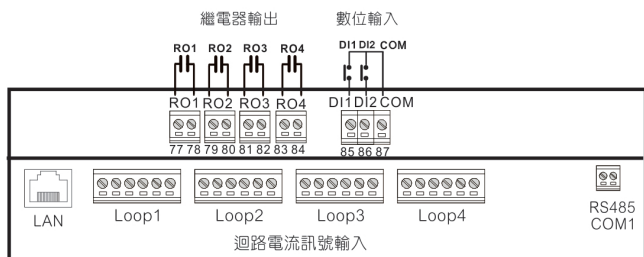 繼電器輸出 數位輸入
RO1 RO2 RO3 RO4 DI1 DI2 COM
RO1 RO2 RO3 RO4 DI1 DI2 COM
77 78 79 80 81 82 83 84 85 86 87
LAN Loop1 Loop2 Loop3 Loop4 RS485
COM1
迴路電流訊號輸入